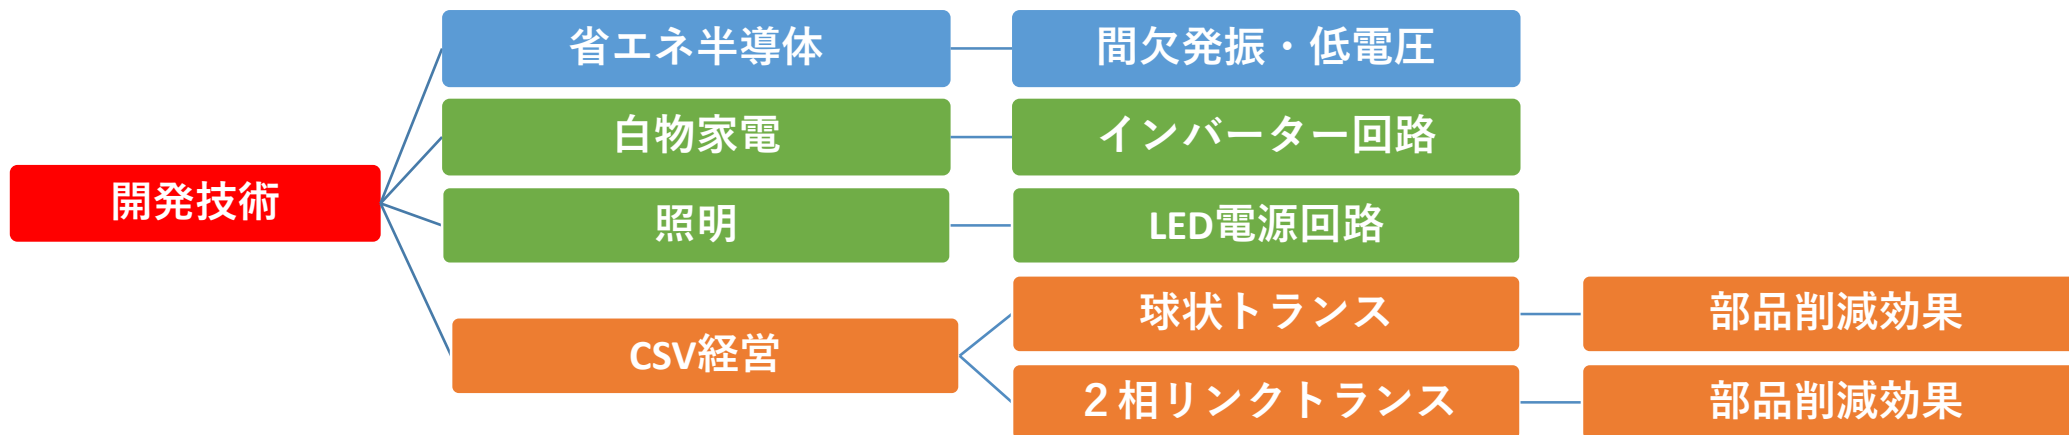 省エネ半導体
間欠発振・低電圧
白物家電
インバーター回路
開発技術
照明
LED電源回路
CSV経営
球状トランス
部品削減効果
２相リンクトランス
部品削減効果